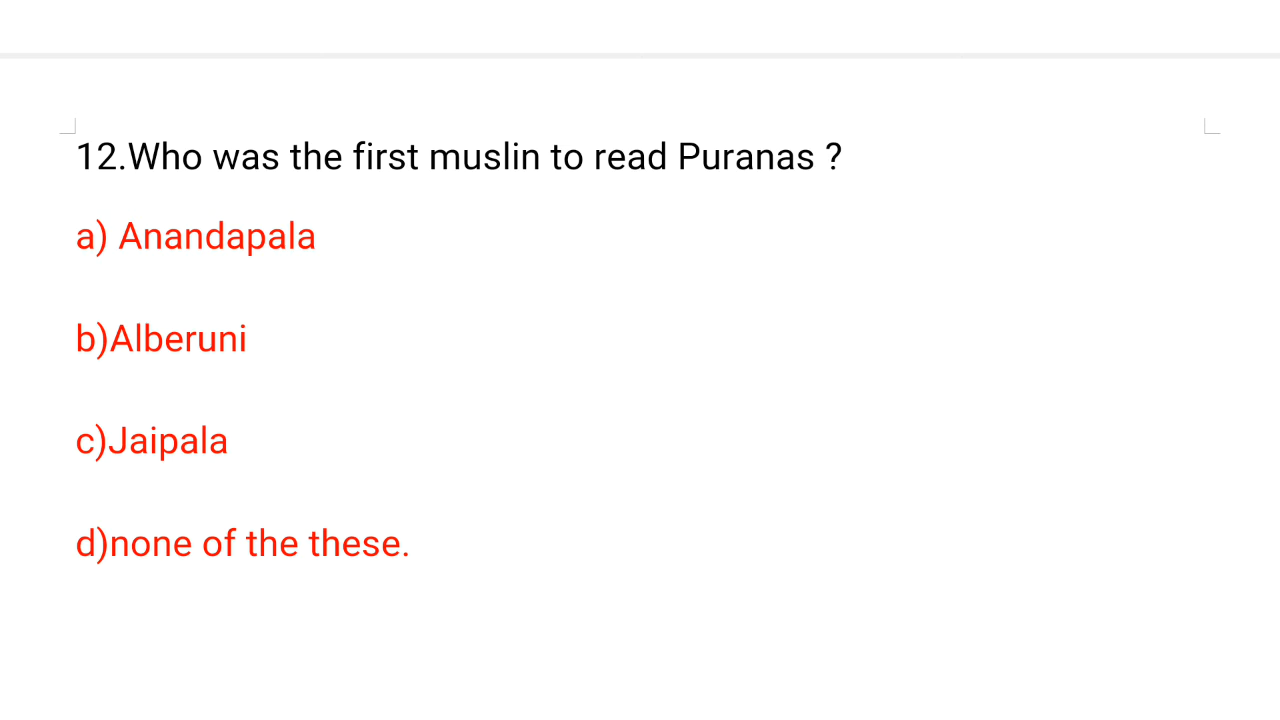 12.Who was the first muslin to read Puranas ?
a) Anandapala
b)Alberuni
c)Jaipala
d)none of the these.